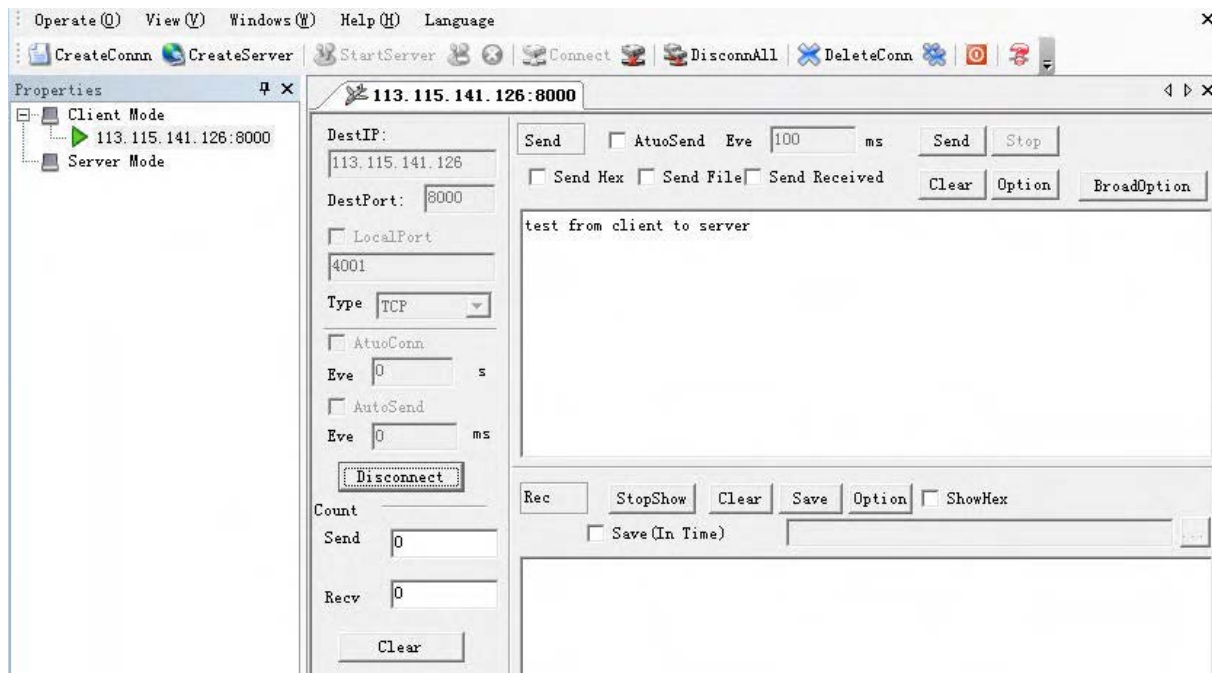 Operate(O) View(V) Windows(W) Help(H) Language
CreateConnn CreateServer StartServer Connect DisconnAll DeleteConn
Properties
Client Mode
113.115.141.126:8000
Server Mode
113.115.141.126:8000
DestIP:
113.115.141.126
DestPort: 8000
LocalPort
4001
Type TCP
AtuoConn
Eve 0 s
AutoSend
Eve 0 ms
Disconnect
Count
Send 0
Recv 0
Clear
Send AtuoSend Eve 100 ms Send Stop
Send Hex Send File Send Received Clear Option BroadOption
test from client to server
Rec StopShow Clear Save Option ShowHex
Save(In Time) ...